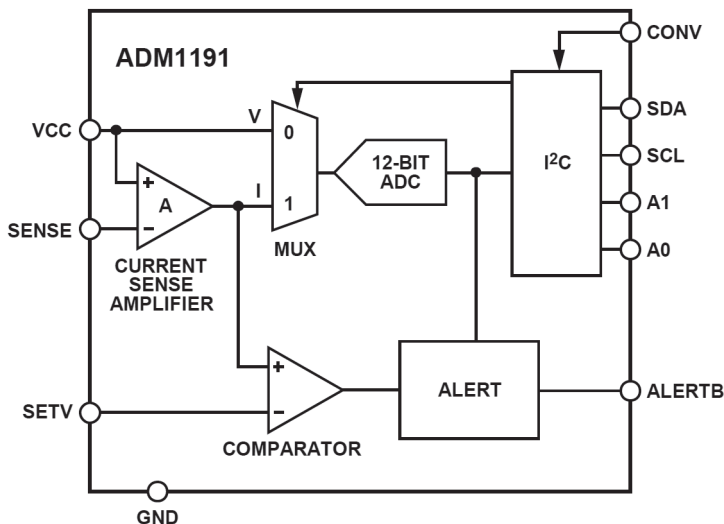 ADM1191
CONV
VCC
V
0
12-BIT
ADC
I²C
SDA
SCL
A1
A0
+
A
−
I
1
MUX
SENSE
CURRENT
SENSE
AMPLIFIER
SETV
+
−
COMPARATOR
ALERT
ALERTB
GND